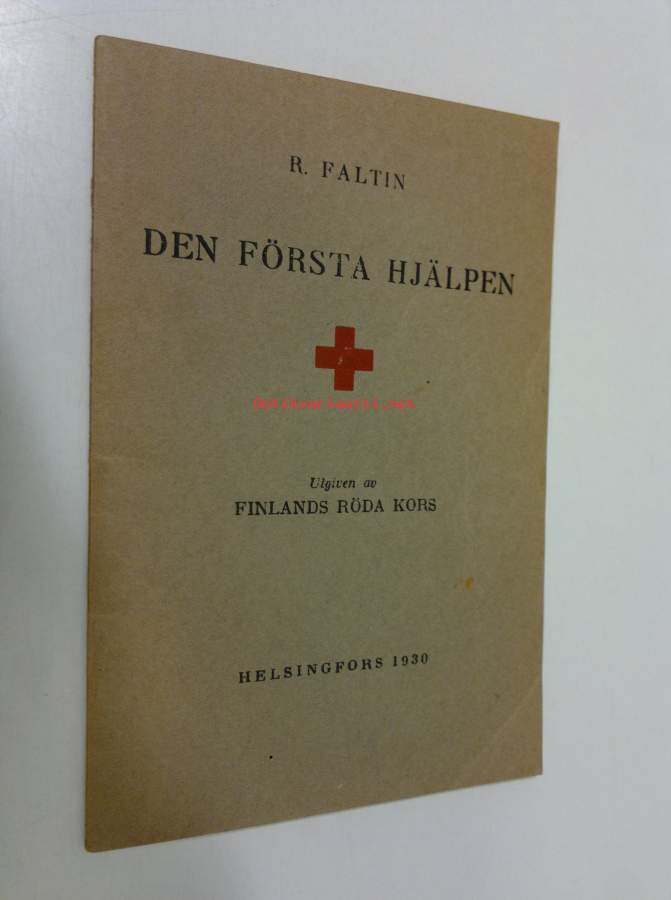 R. FALTIN
DEN FÖRSTA HJÄLPEN
Utgiven av
FINLANDS RÖDA KORS
HELSINGFORS 1930